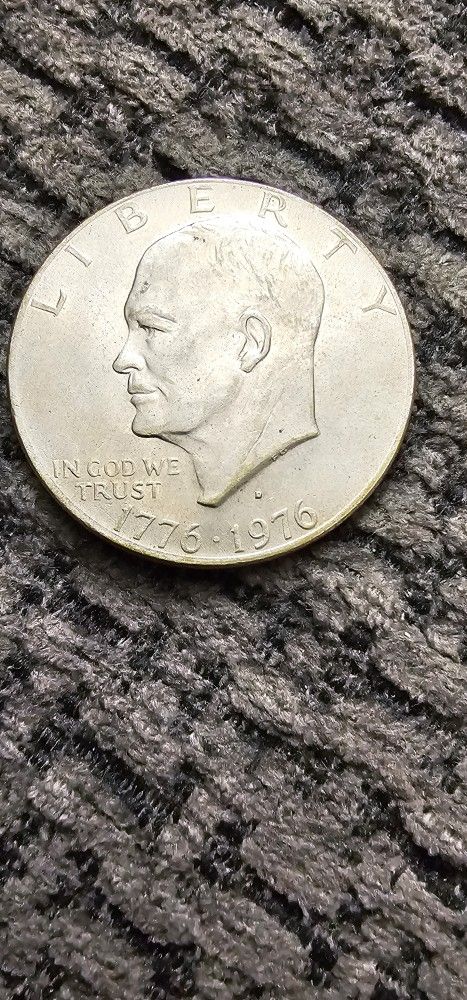 LIBERTY
IN GOD WE
TRUST
1776 · 1976